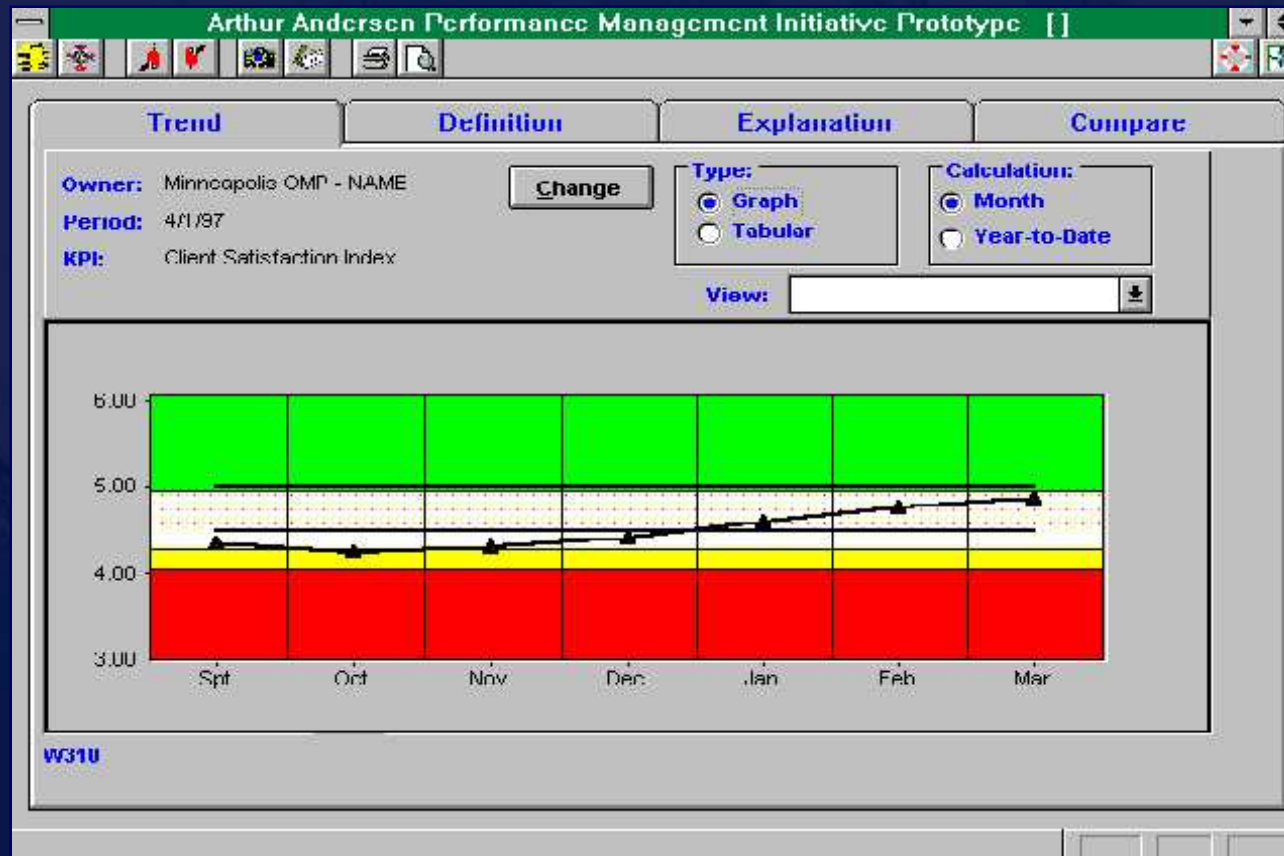 Arthur Andersen Performance Management Initiative Prototype [ ]
Trend Definition Explanation Compare
Owner: Minneapolis OMP - NAME
Change
Type:
Graph
Tabular
Calculation:
Month
Year-to-Date
Period: 4/1/97
KPI: Client Satisfaction Index
View:
6.00
5.00
4.00
3.00
Spt Oct Nov Dec Jan Feb Mar
W310